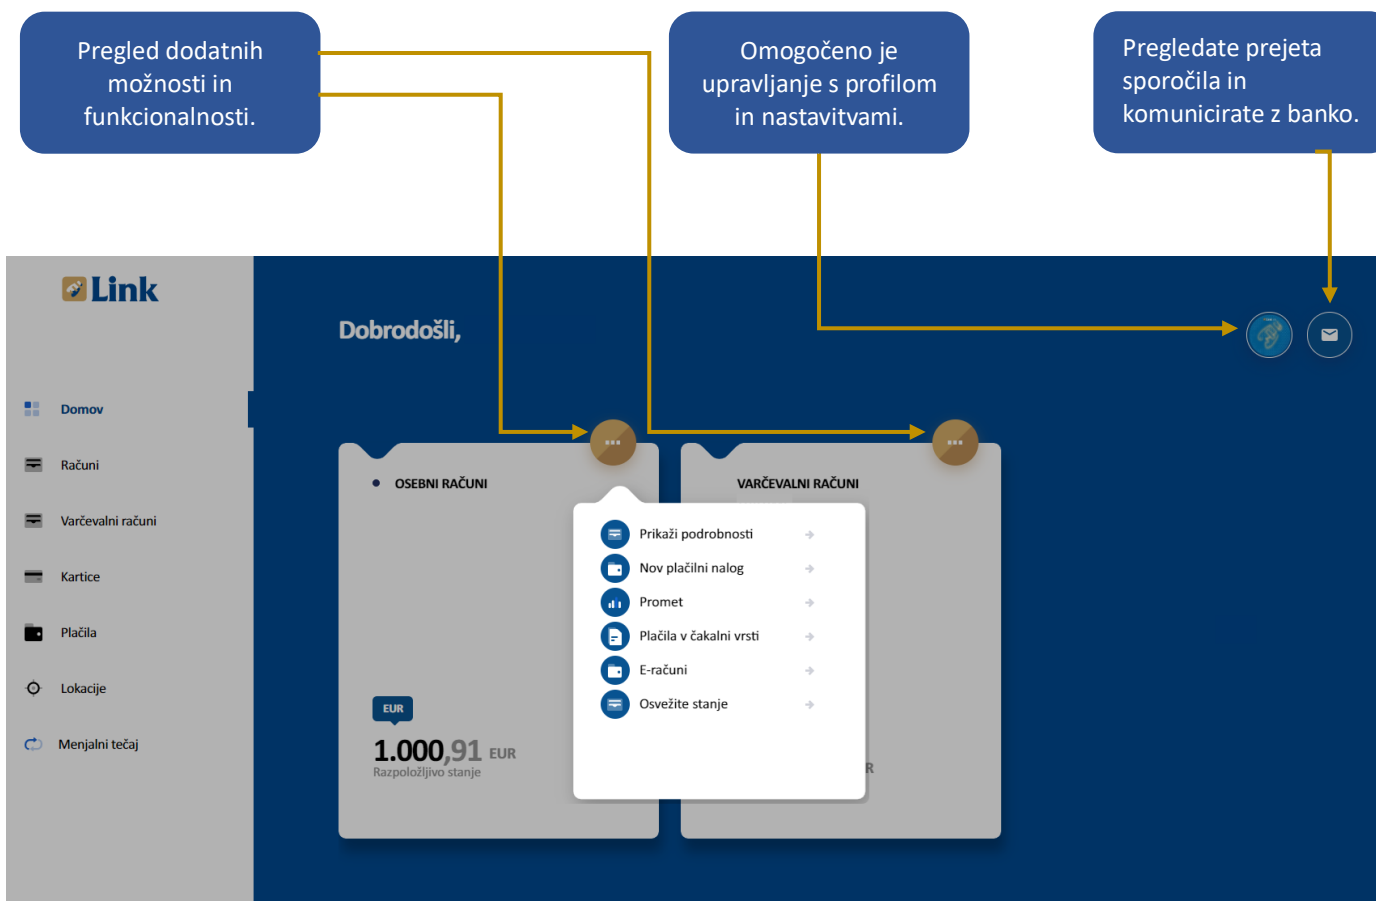 Pregled dodatnih
možnosti in
funkcionalnosti.
Omogočeno je
upravljanje s profilom
in nastavitvami.
Pregledate prejeta
sporočila in
komunicirate z banko.
Link
Dobrodošli,
Domov
Računi
Varčevalni računi
Kartice
Plačila
Lokacije
Menjalni tečaj
OSEBNI RAČUNI
EUR
1.000,91 EUR
Razpoložljivo stanje
VARČEVALNI RAČUNI
Prikaži podrobnosti
Nov plačilni nalog
Promet
Plačila v čakalni vrsti
E-računi
Osvežite stanje
R